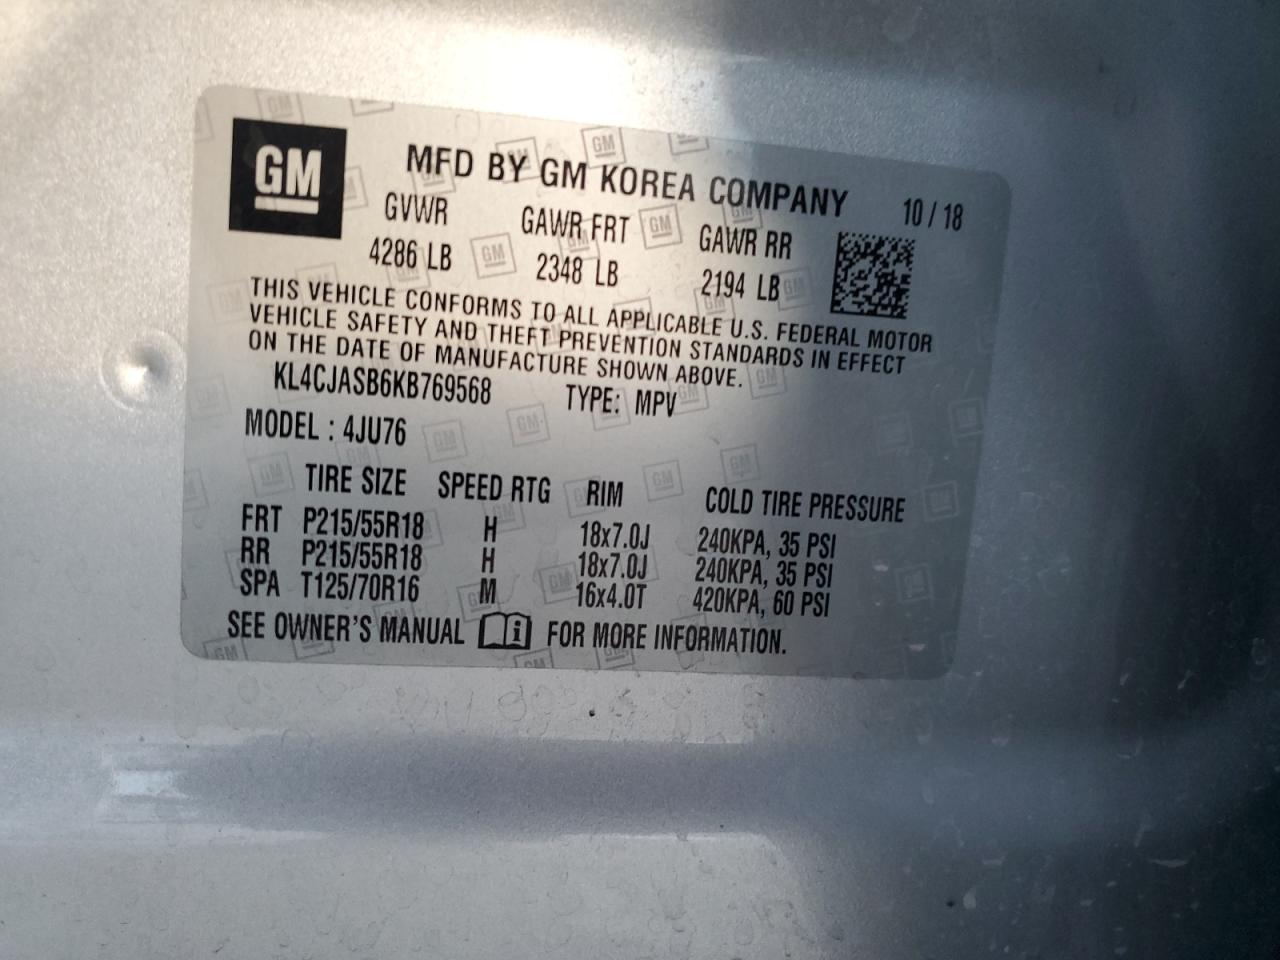 GM
MFD BY GM KOREA COMPANY 10 / 18
GVWR GAWR FRT GAWR RR
4286 LB 2348 LB 2194 LB
THIS VEHICLE CONFORMS TO ALL APPLICABLE U.S. FEDERAL MOTOR
VEHICLE SAFETY AND THEFT PREVENTION STANDARDS IN EFFECT
ON THE DATE OF MANUFACTURE SHOWN ABOVE.
KL4CJASB6KB769568 TYPE: MPV
MODEL : 4JU76
TIRE SIZE SPEED RTG RIM COLD TIRE PRESSURE
FRT P215/55R18 H 18x7.0J 240KPA, 35 PSI
RR P215/55R18 H 18x7.0J 240KPA, 35 PSI
SPA T125/70R16 M 16x4.0T 420KPA, 60 PSI
SEE OWNER'S MANUAL FOR MORE INFORMATION.